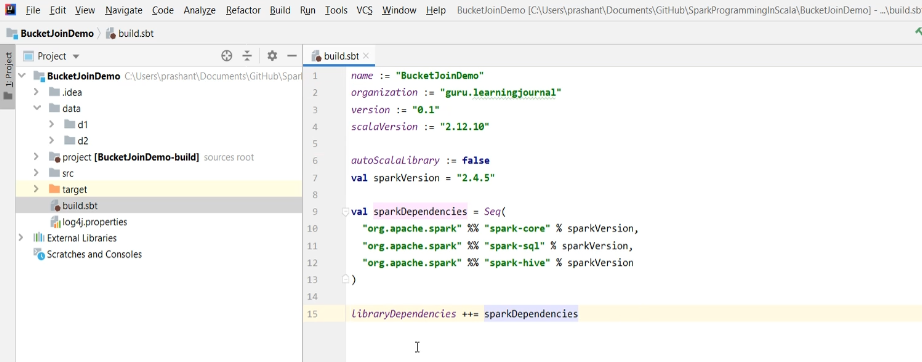 File Edit View Navigate Code Analyze Refactor Build Run Tools VCS Window Help BucketJoinDemo [C:\Users\prashant\Documents\GitHub\SparkProgrammingInScala\BucketJoinDemo] - ...\build.sbt
BucketJoinDemo build.sbt
1: Project
Project
build.sbt
BucketJoinDemo C:\Users\prashant\Documents\GitHub\Spar
.idea
data
d1
d2
project [BucketJoinDemo-build] sources root
src
target
build.sbt
log4j.properties
External Libraries
Scratches and Consoles
1 name := "BucketJoinDemo"
2 organization := "guru.learningjournal"
3 version := "0.1"
4 scalaVersion := "2.12.10"
5
6 autoScalaLibrary := false
7 val sparkVersion = "2.4.5"
8
9 val sparkDependencies = Seq(
10 "org.apache.spark" %% "spark-core" % sparkVersion,
11 "org.apache.spark" %% "spark-sql" % sparkVersion,
12 "org.apache.spark" %% "spark-hive" % sparkVersion
13 )
14
15 libraryDependencies ++= sparkDependencies